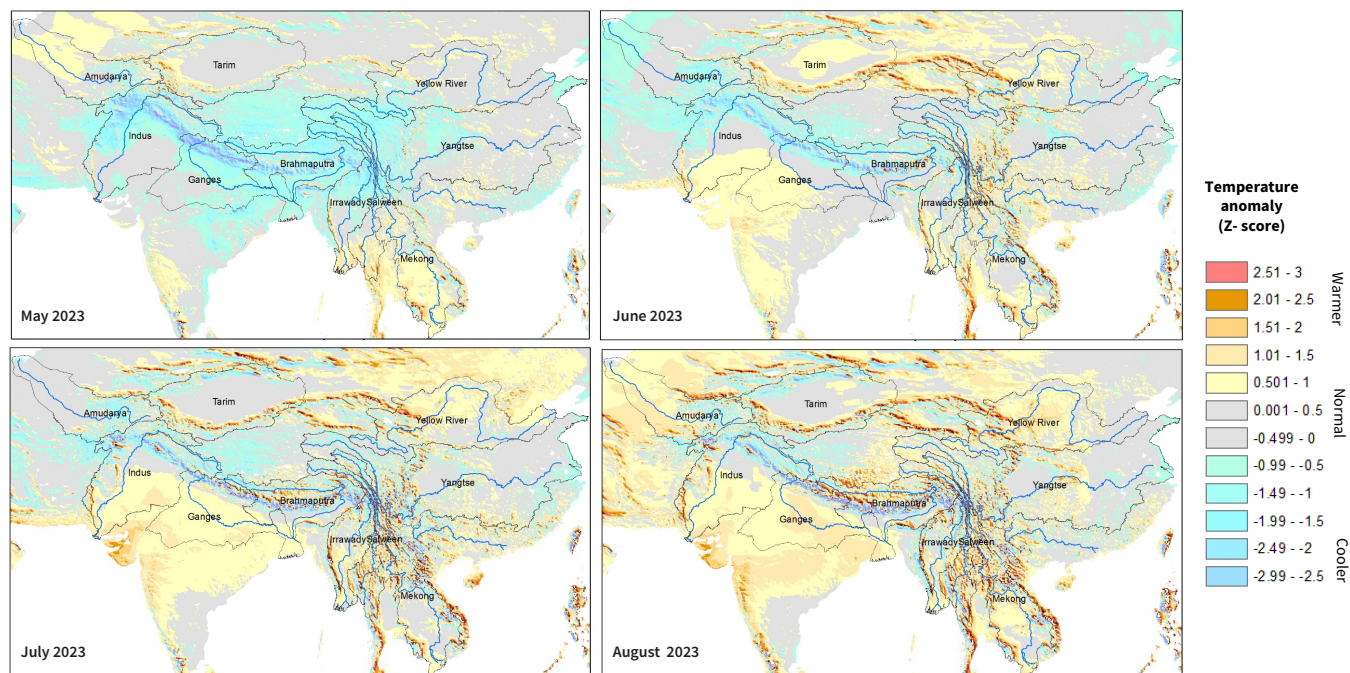 Amudarya
Tarim
Yellow River
Indus
Yangtse
Brahmaputra
Ganges
IrrawadySalween
Mekong
May 2023
Amudarya
Tarim
Yellow River
Indus
Yangtse
Brahmaputra
Ganges
IrrawadySalween
Mekong
June 2023
Amudarya
Tarim
Yellow River
Indus
Yangtse
Brahmaputra
Ganges
IrrawadySalween
Mekong
July 2023
Amudarya
Tarim
Yellow River
Indus
Yangtse
Brahmaputra
Ganges
IrrawadySalween
Mekong
August 2023
Temperature
anomaly
(Z- score)
2.51 - 3
2.01 - 2.5
1.51 - 2
1.01 - 1.5
0.501 - 1
0.001 - 0.5
-0.499 - 0
-0.99 - -0.5
-1.49 - -1
-1.99 - -1.5
-2.49 - -2
-2.99 - -2.5
Warmer
Normal
Cooler